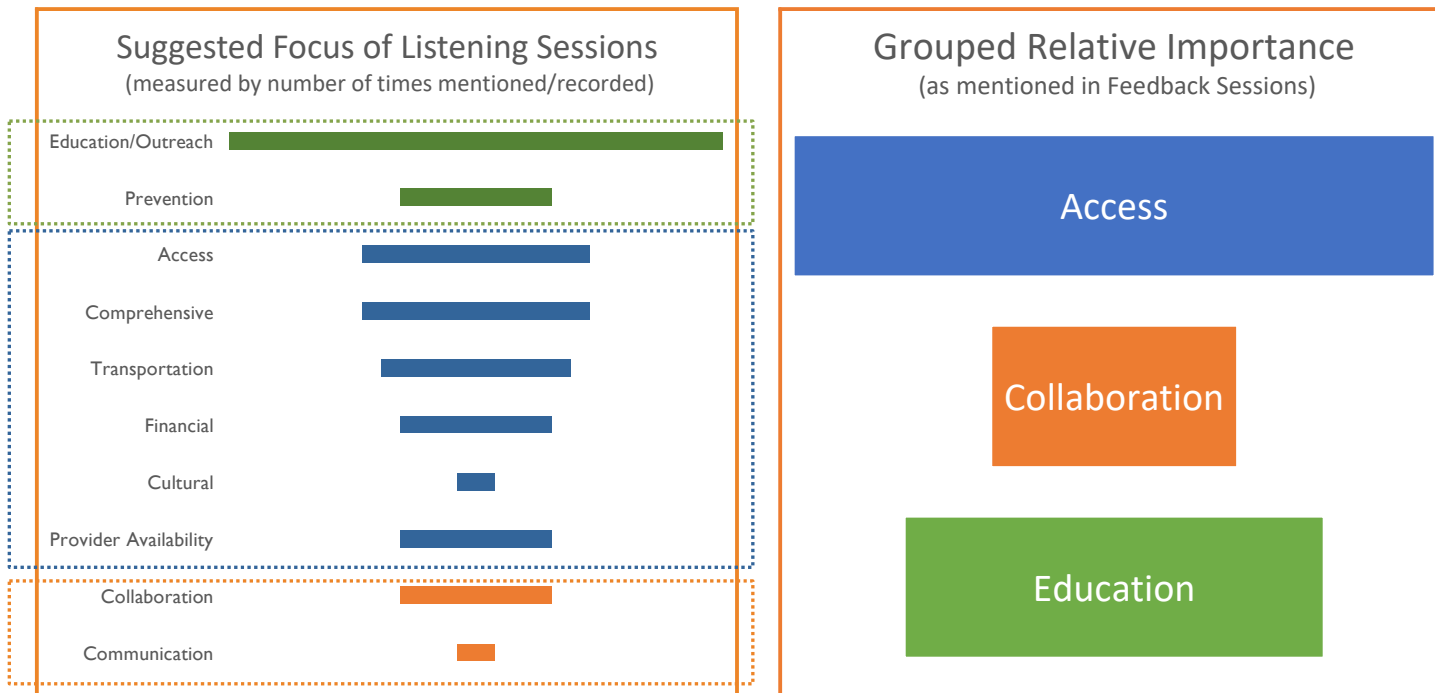 Suggested Focus of Listening Sessions
(measured by number of times mentioned/recorded)
Education/Outreach
Prevention
Access
Comprehensive
Transportation
Financial
Cultural
Provider Availability
Collaboration
Communication
Grouped Relative Importance
(as mentioned in Feedback Sessions)
Access
Collaboration
Education